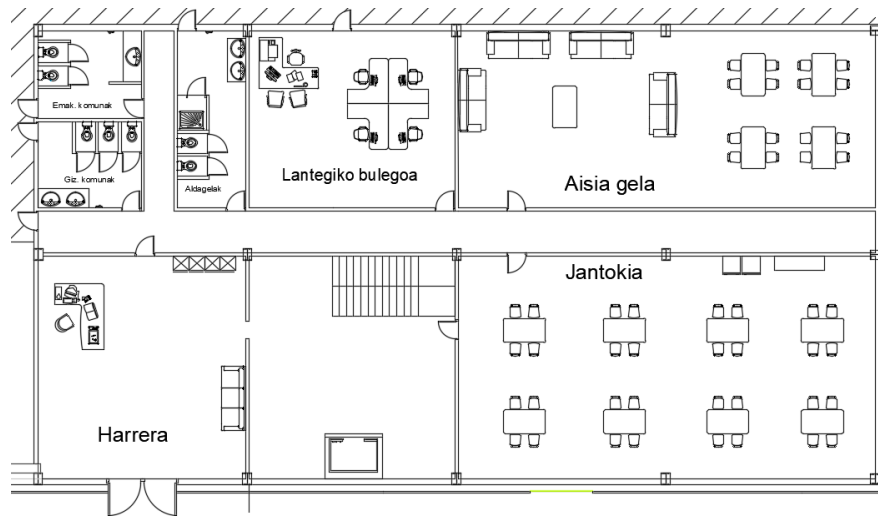 Emak. komunak
Giz. komunak
Aldagelak
Lantegiko bulegoa
Aisia gela
Jantokia
Harrera